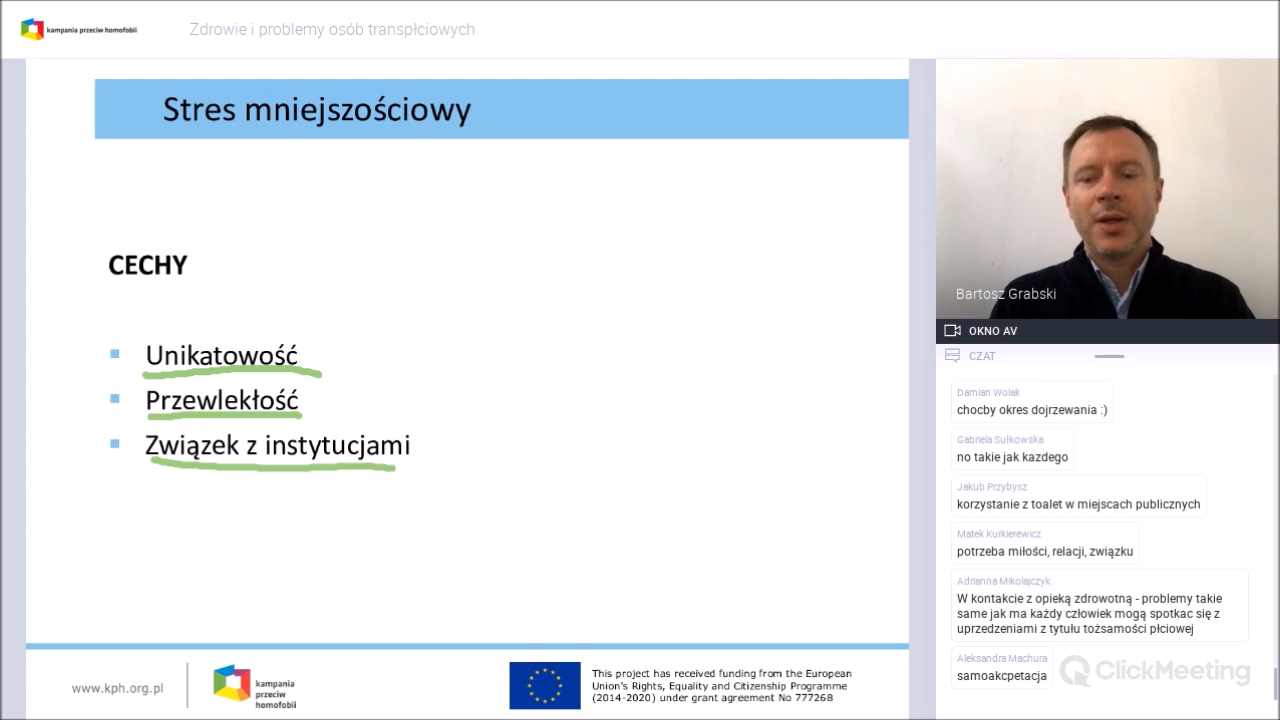 kampania przeciw homofobii
Zdrowie i problemy osób transpłciowych
Stres mniejszościowy
CECHY
Unikatowość
Przewlekłość
Związek z instytucjami
www.kph.org.pl
kampania
przeciw
homofobii
This project has received funding from the European
Union's Rights, Equality and Citizenship Programme
(2014-2020) under grant agreement No 777268
Bartosz Grabski
OKNO AV
CZAT
Damian Wolak
chocby okres dojrzewania :)
Gabriela Sułkowska
no takie jak kazdego
Jakub Przybysz
korzystanie z toalet w miejscach publicznych
Matek Kurkierewicz
potrzeba miłości, relacji, związku
Adrianna Mikolajczyk
W kontakcie z opieką zdrowotną - problemy takie
same jak ma każdy człowiek mogą spotkac się z
uprzedzeniami z tytułu tożsamości płciowej
Aleksandra Machura
samoakcpetacja
ClickMeeting